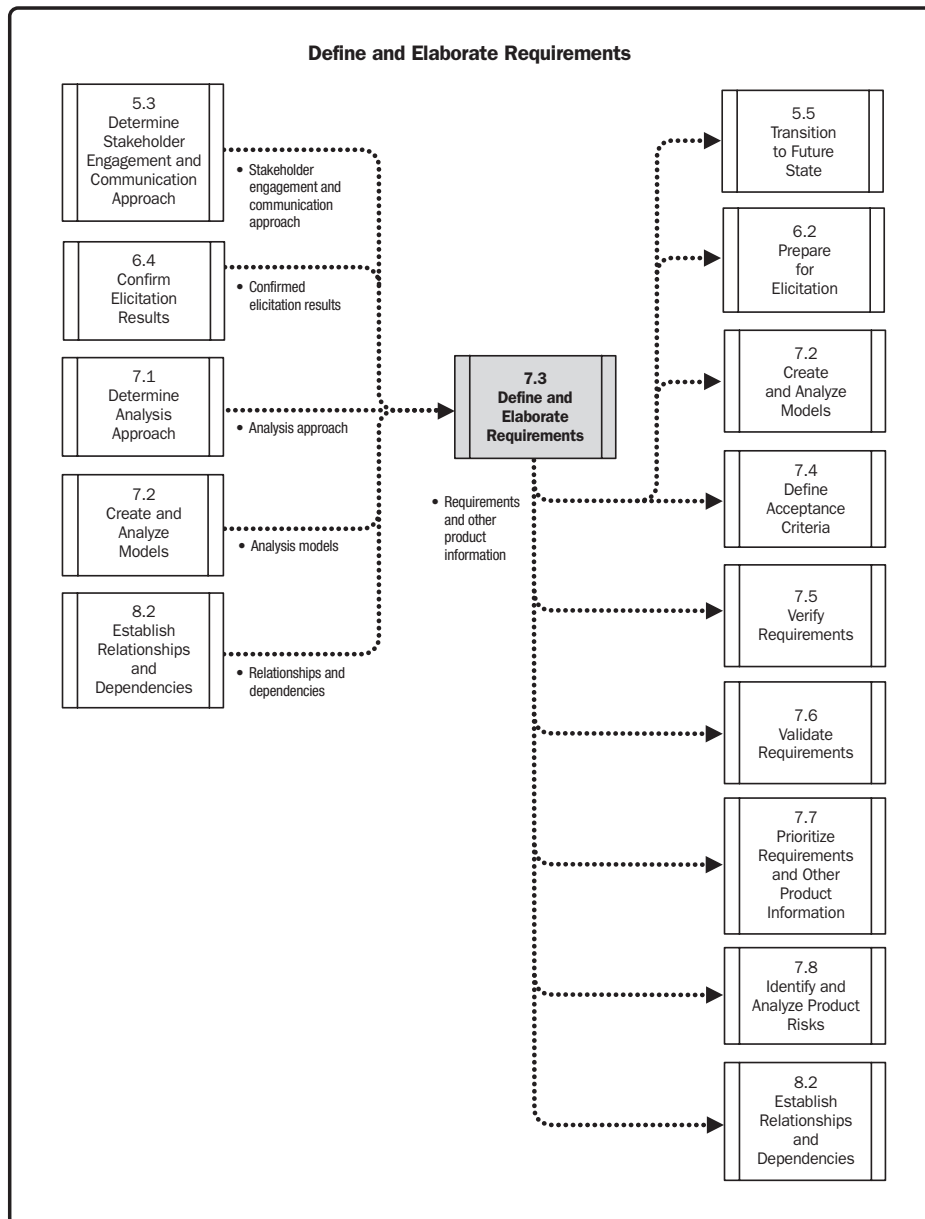 Define and Elaborate Requirements
5.3
Determine
Stakeholder
Engagement and
Communication
Approach
• Stakeholder
engagement and
communication
approach
6.4
Confirm
Elicitation
Results
• Confirmed
elicitation results
7.1
Determine
Analysis
Approach
• Analysis approach
7.2
Create and
Analyze
Models
• Analysis models
8.2
Establish
Relationships
and
Dependencies
• Relationships and
dependencies
7.3
Define and
Elaborate
Requirements
• Requirements
and other
product
information
5.5
Transition
to Future
State
6.2
Prepare
for
Elicitation
7.2
Create
and Analyze
Models
7.4
Define
Acceptance
Criteria
7.5
Verify
Requirements
7.6
Validate
Requirements
7.7
Prioritize
Requirements
and Other
Product
Information
7.8
Identify and
Analyze Product
Risks
8.2
Establish
Relationships
and
Dependencies